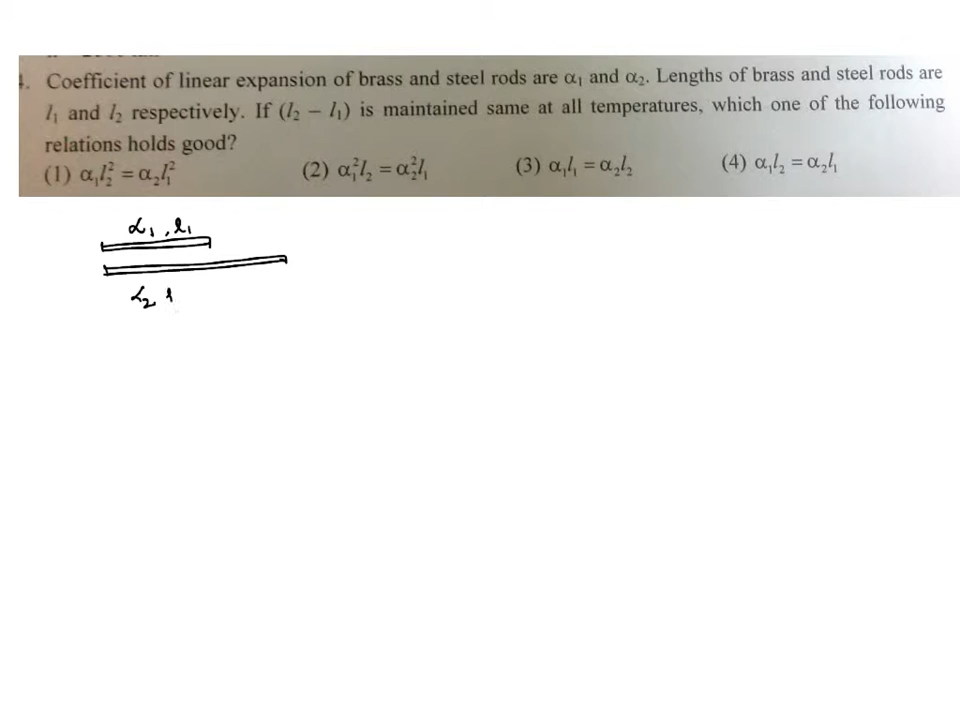 4. Coefficient of linear expansion of brass and steel rods are α₁ and α₂. Lengths of brass and steel rods are
l₁ and l₂ respectively. If (l₂ − l₁) is maintained same at all temperatures, which one of the following
relations holds good?
(1) α₁l₂² = α₂l₁² (2) α₁²l₂ = α₂²l₁ (3) α₁l₁ = α₂l₂ (4) α₁l₂ = α₂l₁
α₁, l₁
α₂